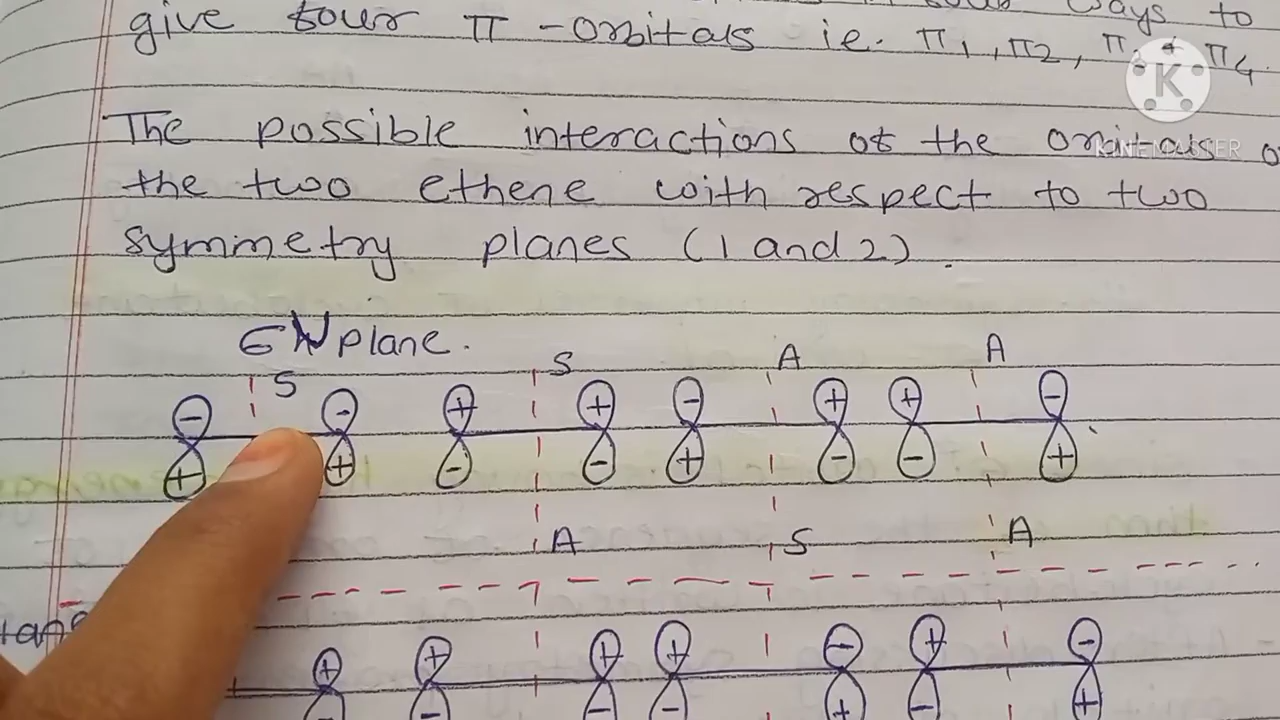 give four π - orbitals ie. π1, π2, π3 + π4.
The possible interactions of the orbitals
the two ethene with respect to two
symmetry planes (1 and 2).
plane.
S S A A
- - + + - + + -
+ + - - + - - +
A S A
+ + + + - + -
- - - - + - +
K
KINEMASTER